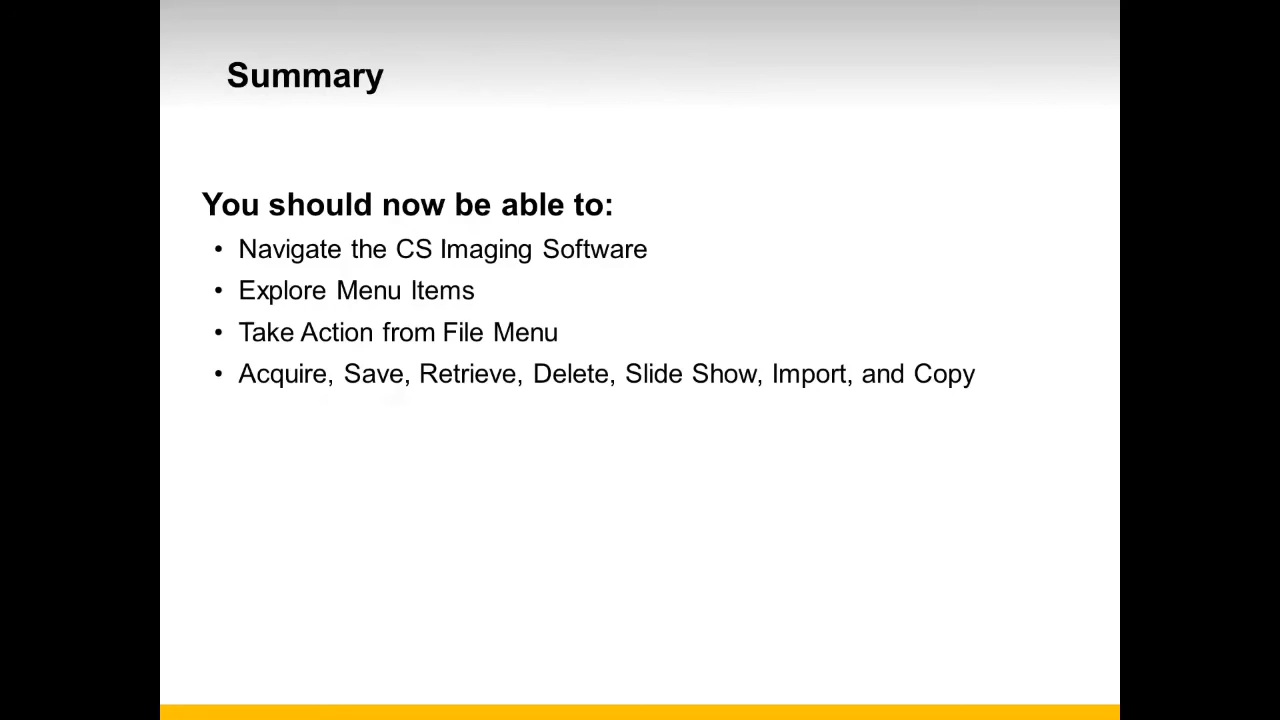 Summary
You should now be able to:
• Navigate the CS Imaging Software
• Explore Menu Items
• Take Action from File Menu
• Acquire, Save, Retrieve, Delete, Slide Show, Import, and Copy